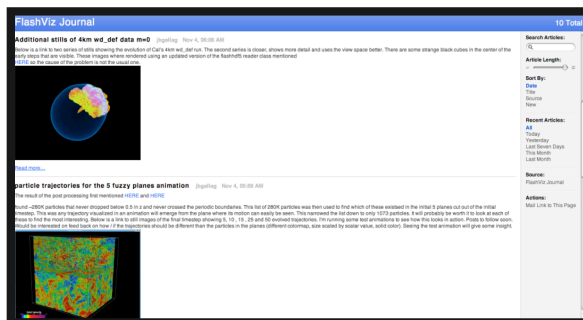 FlashViz Journal
10 Total
Additional stills of 4km wd_def data m=0 jbgallag Nov 4, 06:00 AM
Below is a link to two series of stills showing the evolution of Cal's 4km wd_def run. The second series is closer, shows more detail and uses the view space better. There are some strange black cubes in the center of the
early steps that are visible. These images where rendered using an updated version of the flashhdf5 reader class mentioned
HERE so the cause of the problem is not the usual one.
Read more...
particle trajectories for the 5 fuzzy planes animation jbgallag Nov 4, 05:00 AM
The result of the post processing first mentioned HERE and HERE
found ~280K particles that never dropped below 0.5 in z and never crossed the periodic boundaries. This list of 280K particles was then used to find which of these existsed in the initial 5 planes cut out of the initial
timestep. This was any trajectory visualized in an animation will emerge from the plane where its motion can easily be seen. This narrowed the list down to only 1073 particles. It will probably be worth it to look at each of
these to find the most interesting. Below is a link to still images of the final timestep showing 5, 10 , 15 , 25 and 50 evolved trajectories. I'm running some test animations to see how this looks in action. Posts to follow soon.
Would be interested on feed back on how / if the trajectories should be different than the particles in the planes (different colormap, size scaled by scalar value, solid color). Seeing the test animation will give some insight.
Search Articles:
Article Length:
Sort By:
Date
Title
Source
New
Recent Articles:
All
Today
Yesterday
Last Seven Days
This Month
Last Month
Source:
FlashViz Journal
Actions:
Mail Link to This Page